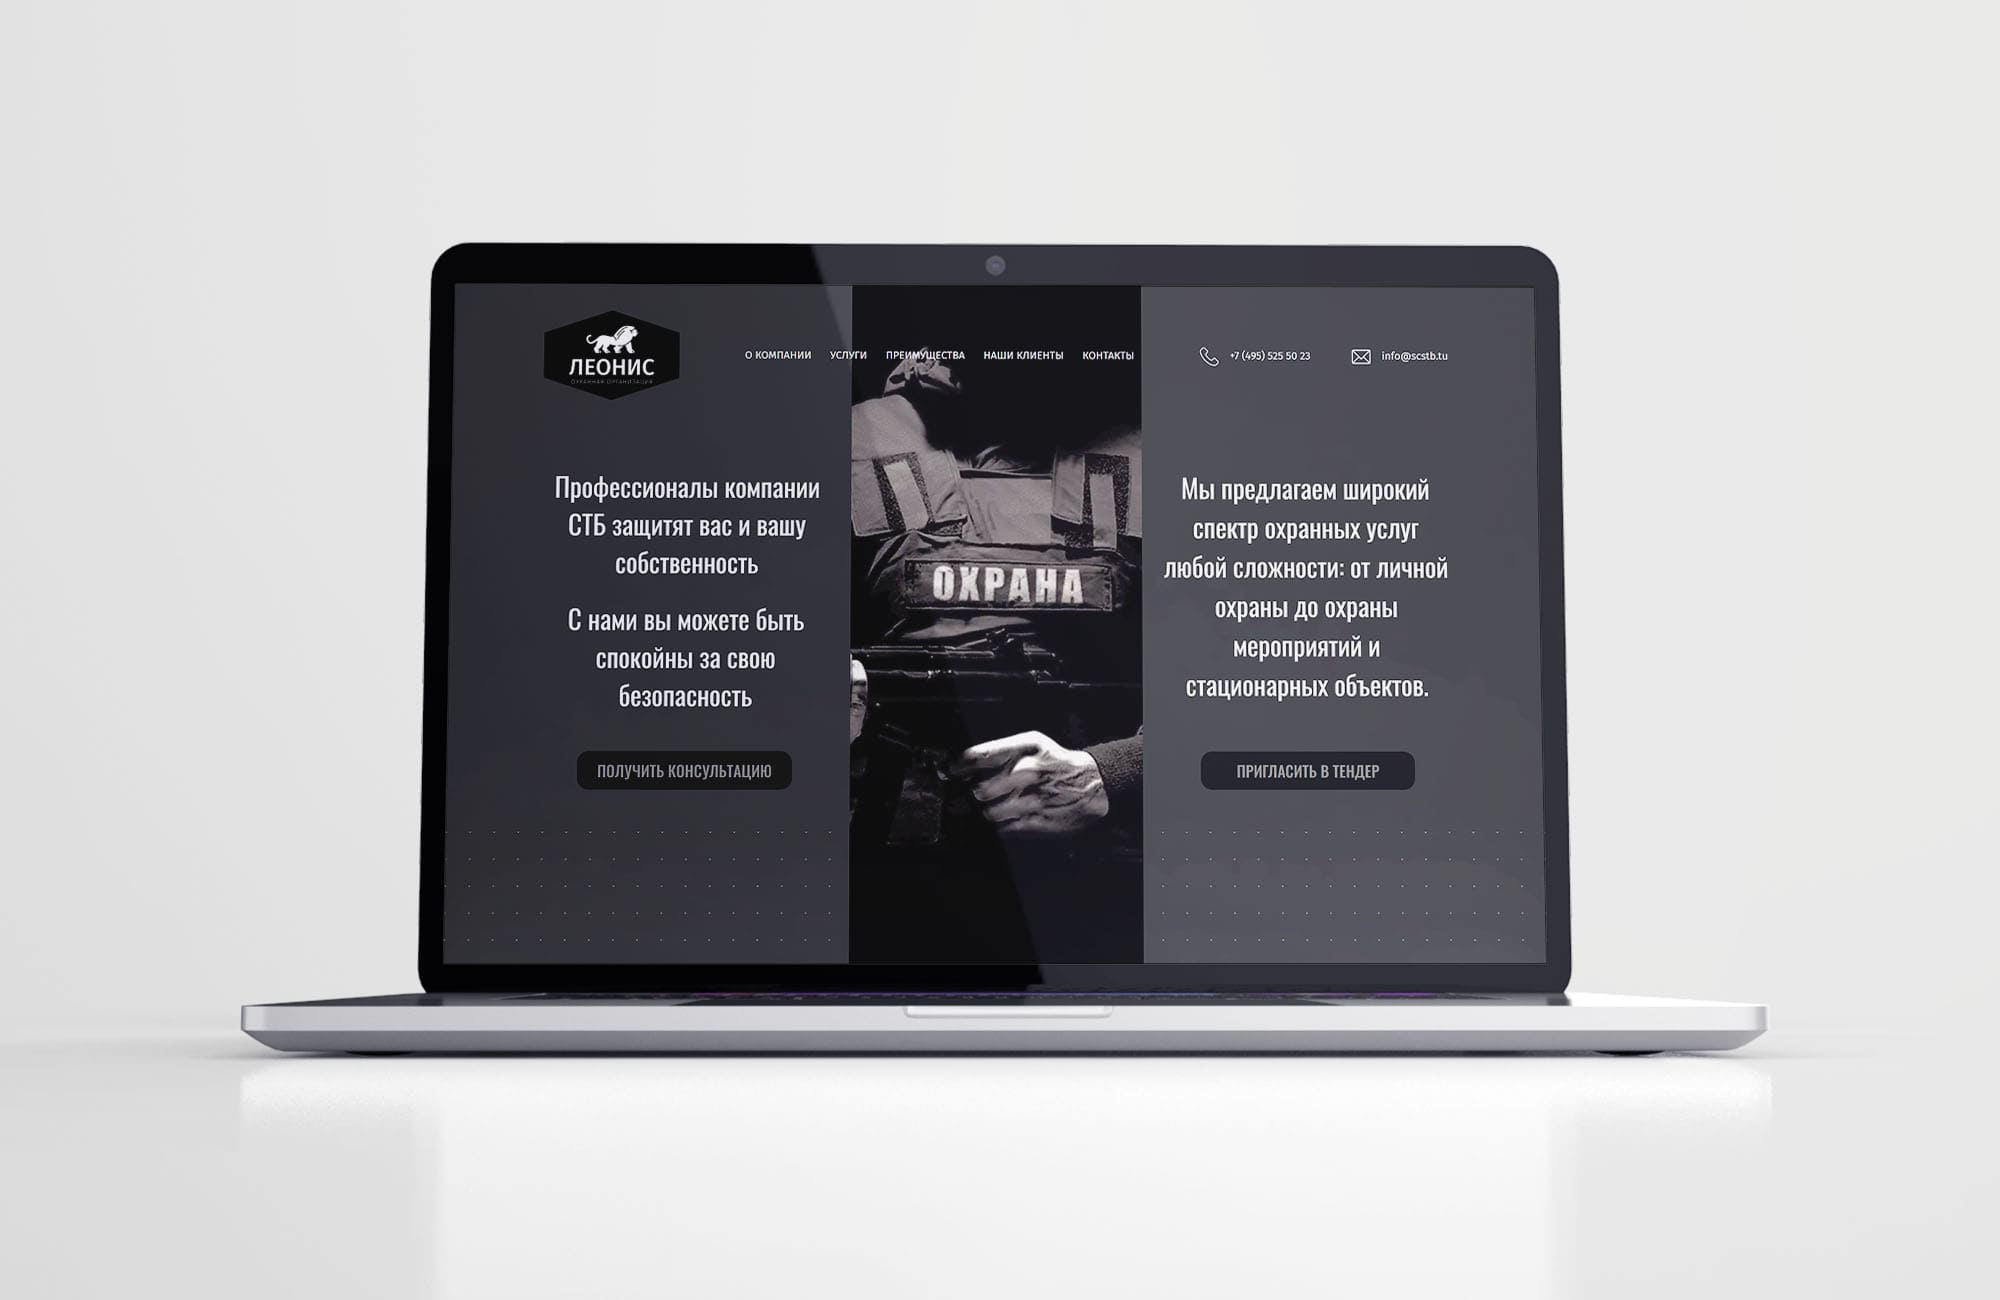 ЛЕОНИС
ОХРАННАЯ ОРГАНИЗАЦИЯ
О КОМПАНИИ
УСЛУГИ
ПРЕИМУЩЕСТВА
НАШИ КЛИЕНТЫ
КОНТАКТЫ
+7 (495) 525 50 23
info@scstb.tu
Профессионалы компании
СТБ защитят вас и вашу
собственность
С нами вы можете быть
спокойны за свою
безопасность
ПОЛУЧИТЬ КОНСУЛЬТАЦИЮ
ОХРАНА
Мы предлагаем широкий
спектр охранных услуг
любой сложности: от личной
охраны до охраны
мероприятий и
стационарных объектов.
ПРИГЛАСИТЬ В ТЕНДЕР